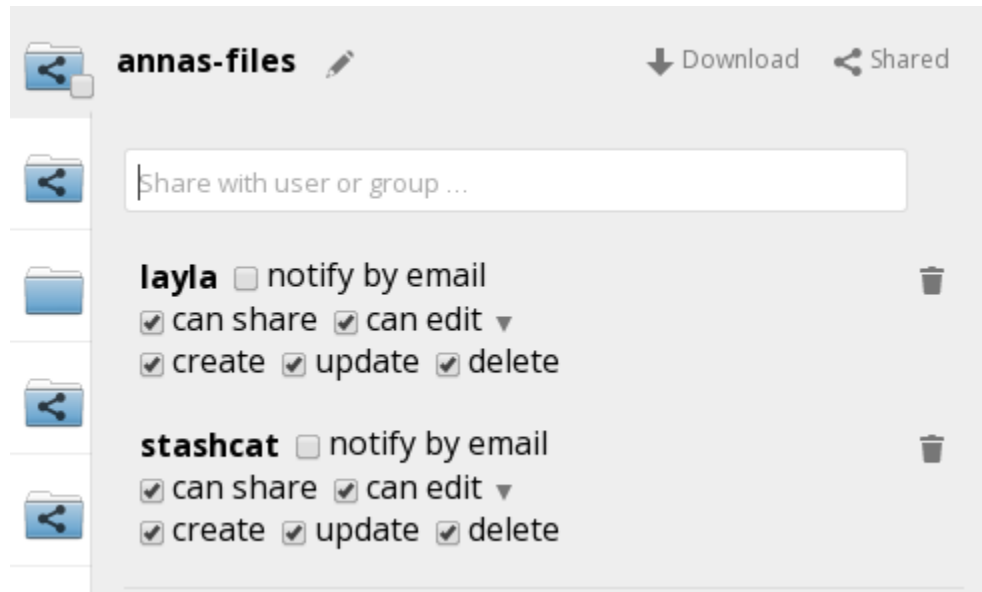 annas-files Download Shared
Share with user or group ...
layla notify by email
can share can edit
create update delete
stashcat notify by email
can share can edit
create update delete